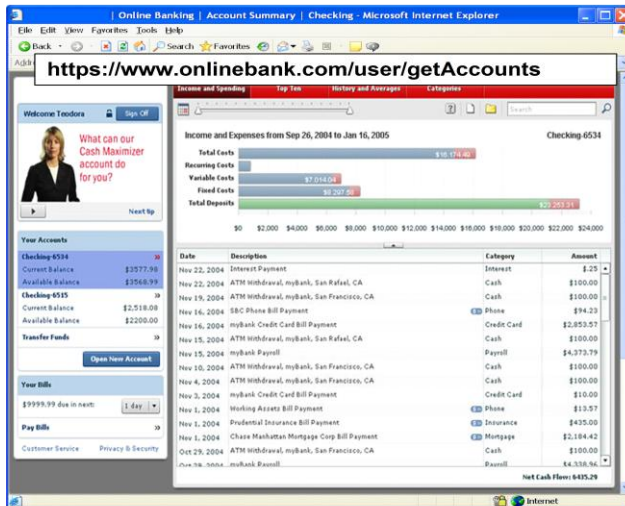 | Online Banking | Account Summary | Checking - Microsoft Internet Explorer
File Edit View Favorites Tools Help
Back Search Favorites
https://www.onlinebank.com/user/getAccounts
Income and Spending Top Ten History and Averages Categories
Welcome Teodora Sign Off
Search
What can our
Cash Maximizer
account do
for you?
Next tip
Income and Expenses from Sep 26, 2004 to Jan 16, 2005 Checking-6534
Total Costs
Recurring Costs
Variable Costs $7,014.04
Fixed Costs
Total Deposits
$0 $2,000 $4,000 $6,000 $8,000 $10,000 $12,000 $14,000 $16,000 $18,000 $20,000 $22,000 $24,000
Your Accounts
Checking-6534
Current Balance $3577.98
Available Balance $3568.99
Checking-6515
Current Balance $2,518.08
Available Balance $2200.00
Transfer Funds
Open New Account
Your Bills
$9999.99 due in next: 1 day
Pay Bills
Customer Service Privacy & Security
Date Description Category Amount
Nov 22, 2004 Interest Payment Interest $.25
Nov 22, 2004 ATM Withdrawal, myBank, San Rafael, CA Cash $100.00
Nov 19, 2004 ATM Withdrawal, myBank, San Francisco, CA Cash $100.00
Nov 16, 2004 SBC Phone Bill Payment Phone $94.23
Nov 16, 2004 myBank Credit Card Bill Payment Credit Card $2,853.57
Nov 15, 2004 ATM Withdrawal, myBank, San Rafael, CA Cash $100.00
Nov 15, 2004 myBank Payroll Payroll $4,373.79
Nov 10, 2004 ATM Withdrawal, myBank, San Francisco, CA Cash $100.00
Nov 4, 2004 ATM Withdrawal, myBank, San Francisco, CA Cash $100.00
Nov 3, 2004 myBank Credit Card Bill Payment Credit Card $10.00
Nov 1, 2004 Working Assets Bill Payment Phone $13.57
Nov 1, 2004 Prudential Insurance Bill Payment Insurance $435.00
Nov 1, 2004 Chase Manhattan Mortgage Corp Bill Payment Mortgage $2,184.42
Oct 29, 2004 ATM Withdrawal, myBank, San Francisco, CA Cash $100.00
Oct 28, 2004 myBank Payroll Payroll $4,338.96
Net Cash Flow: 6435.29
Internet